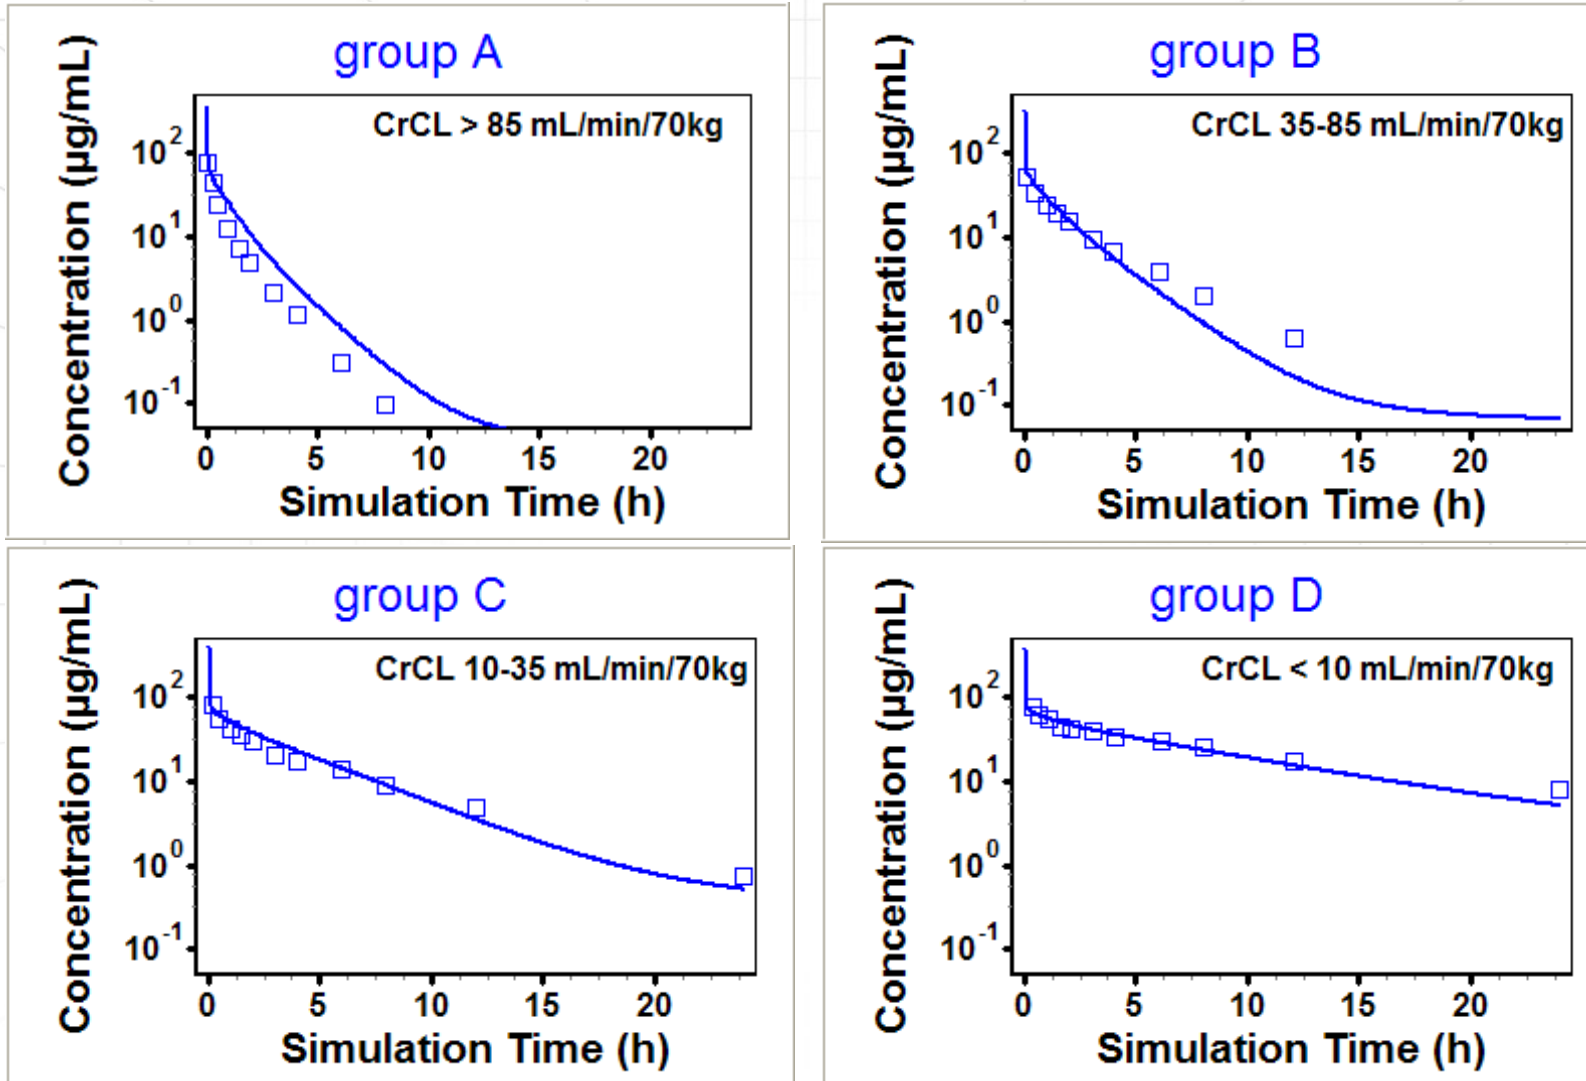 group A
CrCL > 85 mL/min/70kg
Concentration (µg/mL)
10²
10¹
10⁰
10⁻¹
0 5 10 15 20
Simulation Time (h)
group B
CrCL 35-85 mL/min/70kg
Concentration (µg/mL)
10²
10¹
10⁰
10⁻¹
0 5 10 15 20
Simulation Time (h)
group C
CrCL 10-35 mL/min/70kg
Concentration (µg/mL)
10²
10¹
10⁰
10⁻¹
0 5 10 15 20
Simulation Time (h)
group D
CrCL < 10 mL/min/70kg
Concentration (µg/mL)
10²
10¹
10⁰
10⁻¹
0 5 10 15 20
Simulation Time (h)